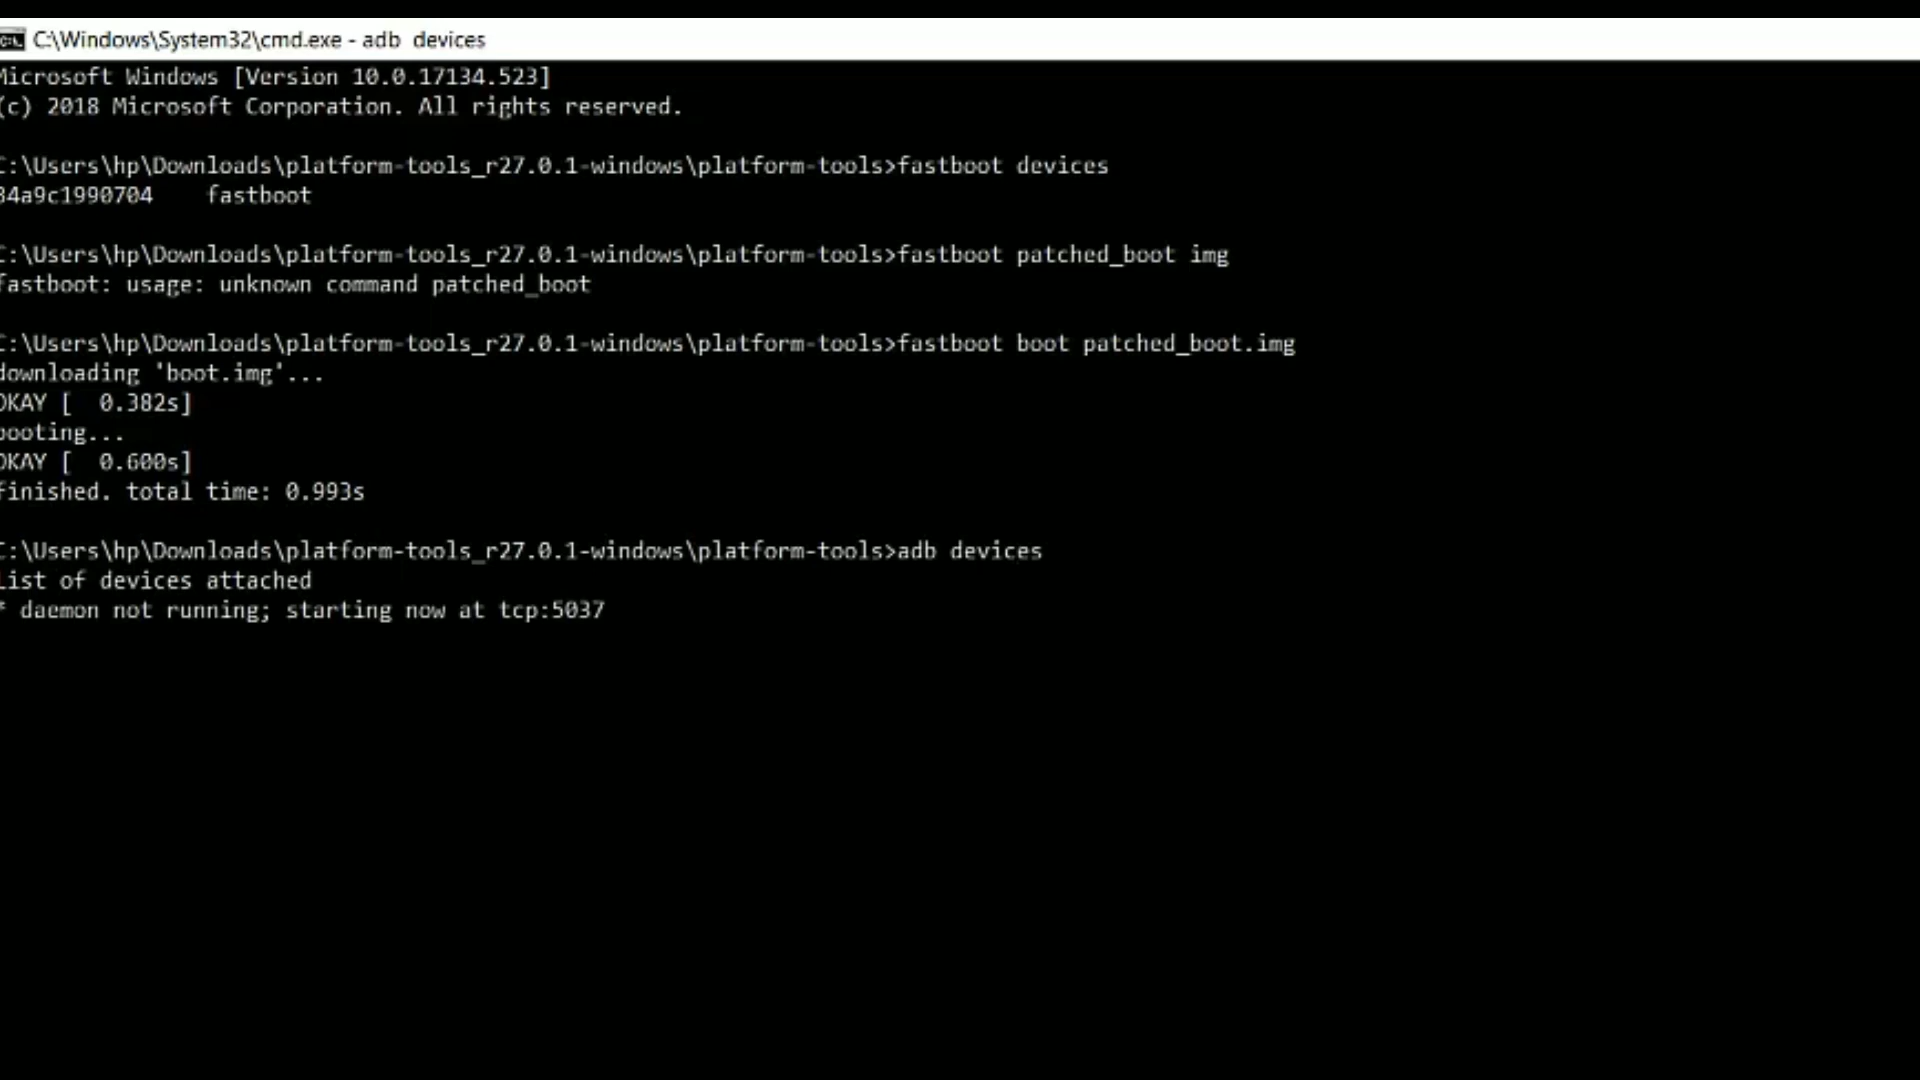 C:\Windows\System32\cmd.exe - adb  devices
Microsoft Windows [Version 10.0.17134.523]
(c) 2018 Microsoft Corporation. All rights reserved.
C:\Users\hp\Downloads\platform-tools_r27.0.1-windows\platform-tools>fastboot devices
34a9c1990704    fastboot
C:\Users\hp\Downloads\platform-tools_r27.0.1-windows\platform-tools>fastboot patched_boot img
fastboot: usage: unknown command patched_boot
C:\Users\hp\Downloads\platform-tools_r27.0.1-windows\platform-tools>fastboot boot patched_boot.img
downloading 'boot.img'...
OKAY [  0.382s]
booting...
OKAY [  0.600s]
finished. total time: 0.993s
C:\Users\hp\Downloads\platform-tools_r27.0.1-windows\platform-tools>adb devices
List of devices attached
* daemon not running; starting now at tcp:5037